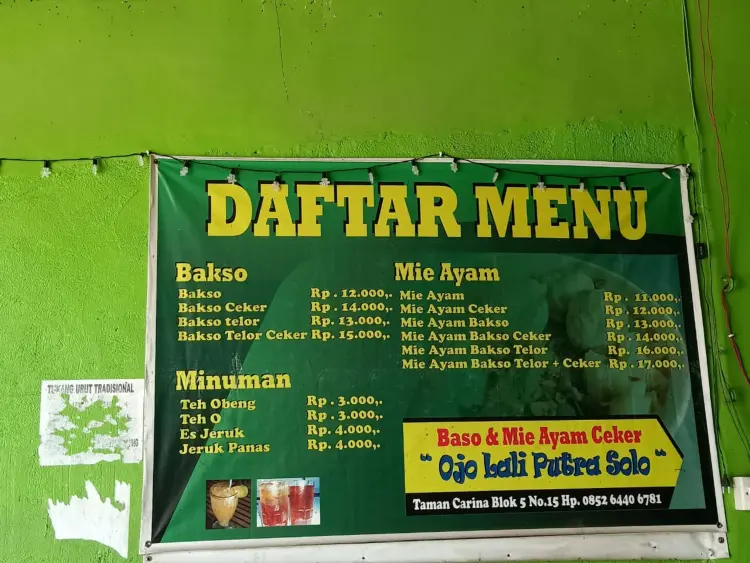 DAFTAR MENU
Bakso
Bakso Rp . 12.000,.
Bakso Ceker Rp . 14.000,.
Bakso telor Rp. 13.000,.
Bakso Telor Ceker Rp. 15.000,.
Mie Ayam
Mie Ayam Rp . 11.000,.
Mie Ayam Ceker Rp . 12.000,.
Mie Ayam Bakso Rp . 13.000,.
Mie Ayam Bakso Ceker Rp . 14.000,.
Mie Ayam Bakso Telor Rp . 16.000,.
Mie Ayam Bakso Telor + Ceker Rp . 17.000,.
Minuman
Teh Obeng Rp . 3.000,.
Teh O Rp . 3.000,.
Es Jeruk Rp. 4.000,.
Jeruk Panas Rp. 4.000,.
Baso & Mie Ayam Ceker
" Ojo Lali Putra Solo "
Taman Carina Blok 5 No.15 Hp. 0852 6440 6781
TUKANG URUT TRADISIONAL